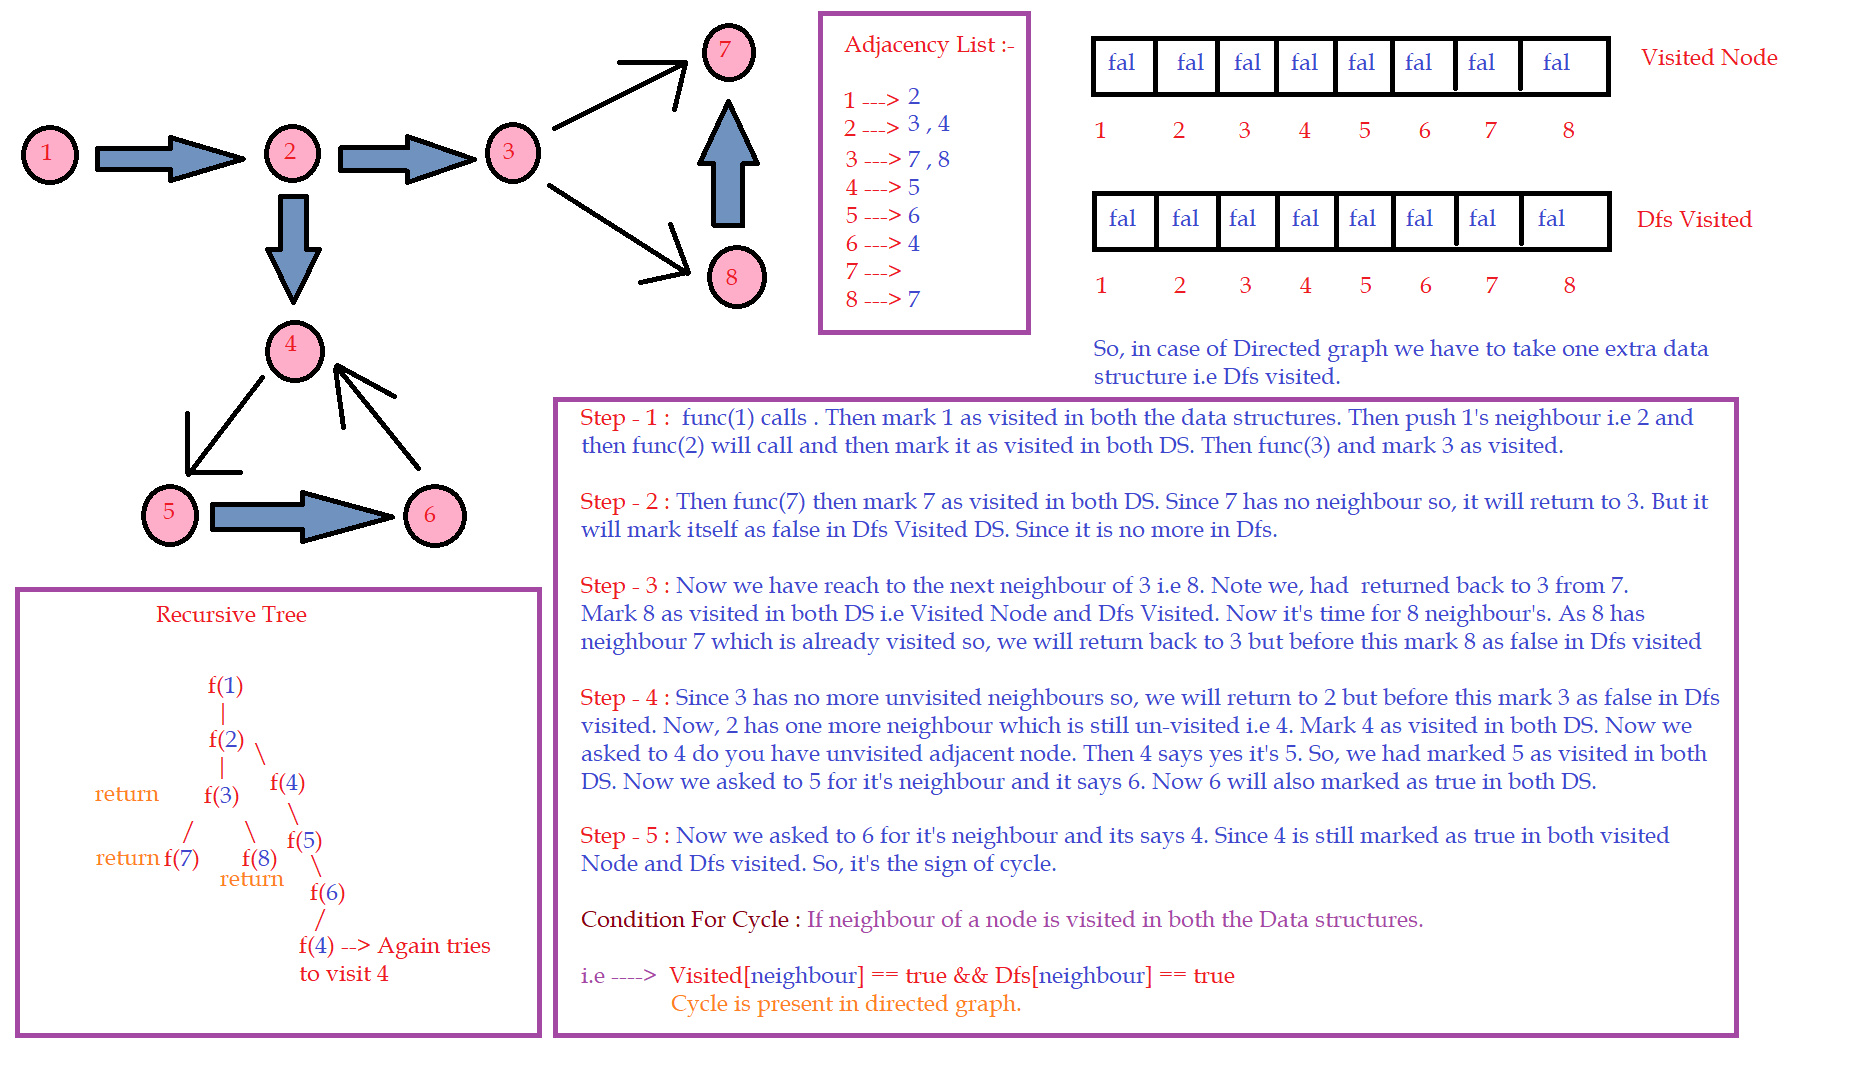 1
2
3
7
8
4
5
6
Adjacency List :-
1 ---> 2
2 ---> 3 , 4
3 ---> 7 , 8
4 ---> 5
5 ---> 6
6 ---> 4
7 --->
8 ---> 7
fal fal fal fal fal fal fal fal
Visited Node
1 2 3 4 5 6 7 8
fal fal fal fal fal fal fal fal
Dfs Visited
1 2 3 4 5 6 7 8
So, in case of Directed graph we have to take one extra data
structure i.e Dfs visited.
Step - 1 : func(1) calls . Then mark 1 as visited in both the data structures. Then push 1's neighbour i.e 2 and
then func(2) will call and then mark it as visited in both DS. Then func(3) and mark 3 as visited.
Step - 2 : Then func(7) then mark 7 as visited in both DS. Since 7 has no neighbour so, it will return to 3. But it
will mark itself as false in Dfs Visited DS. Since it is no more in Dfs.
Step - 3 : Now we have reach to the next neighbour of 3 i.e 8. Note we, had returned back to 3 from 7.
Mark 8 as visited in both DS i.e Visited Node and Dfs Visited. Now it's time for 8 neighbour's. As 8 has
neighbour 7 which is already visited so, we will return back to 3 but before this mark 8 as false in Dfs visited
Step - 4 : Since 3 has no more unvisited neighbours so, we will return to 2 but before this mark 3 as false in Dfs
visited. Now, 2 has one more neighbour which is still un-visited i.e 4. Mark 4 as visited in both DS. Now we
asked to 4 do you have unvisited adjacent node. Then 4 says yes it's 5. So, we had marked 5 as visited in both
DS. Now we asked to 5 for it's neighbour and it says 6. Now 6 will also marked as true in both DS.
Step - 5 : Now we asked to 6 for it's neighbour and its says 4. Since 4 is still marked as true in both visited
Node and Dfs visited. So, it's the sign of cycle.
Condition For Cycle : If neighbour of a node is visited in both the Data structures.
i.e ----> Visited[neighbour] == true && Dfs[neighbour] == true
Cycle is present in directed graph.
Recursive Tree
f(1)
|
f(2) \
| f(4)
return f(3) \
/ \ f(5)
return f(7) f(8) \
return
f(6)
/
f(4) --> Again tries
to visit 4